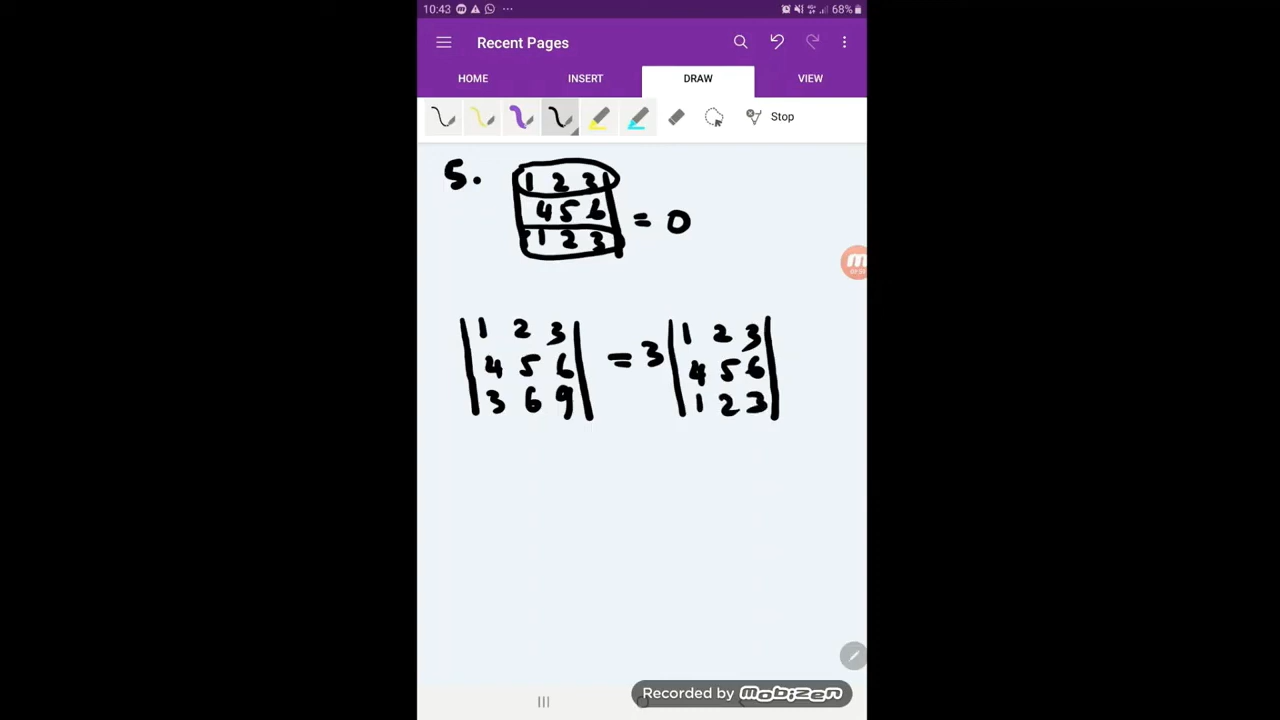 10:43 68%
Recent Pages
HOME INSERT DRAW VIEW
Stop
5. 1 2 3
4 5 6 = 0
1 2 3
1 2 3 1 2 3
4 5 6 = 3 4 5 6
3 6 9 1 2 3
Recorded by Mobizen